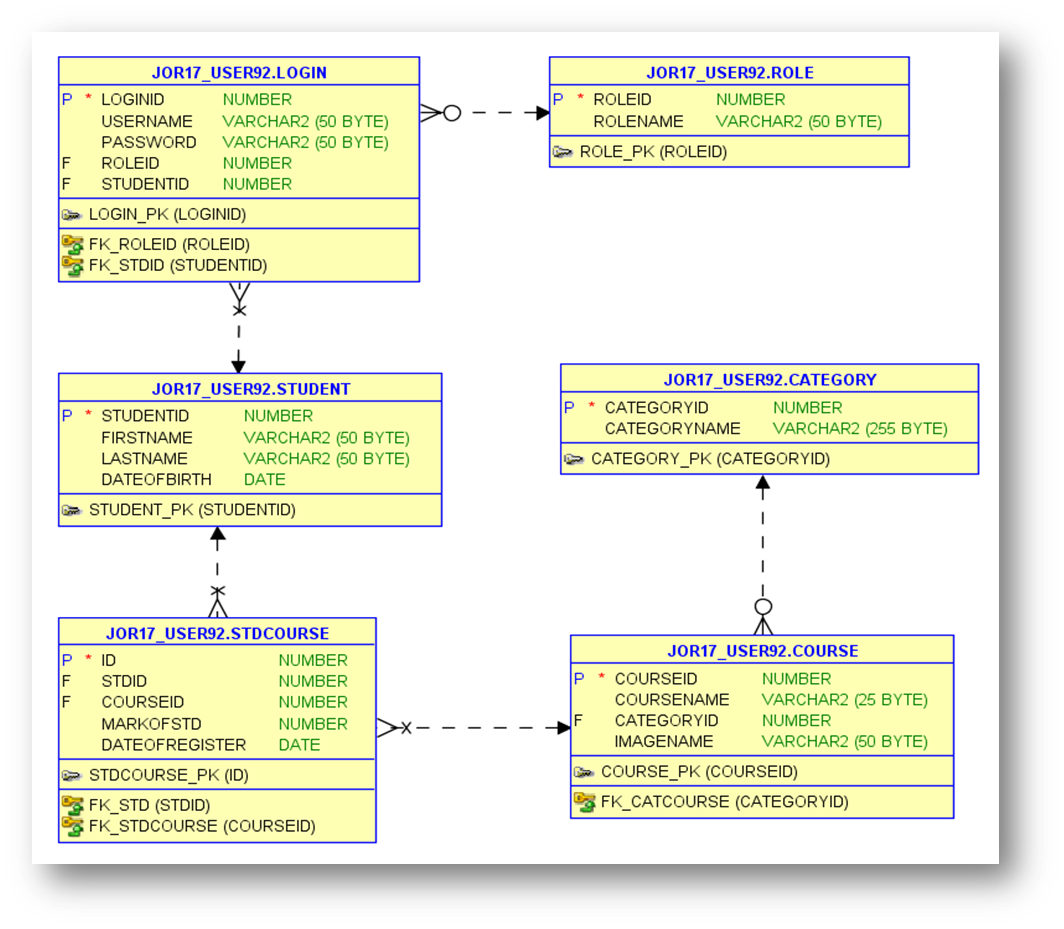 JOR17_USER92.LOGIN
P * LOGINID NUMBER
USERNAME VARCHAR2 (50 BYTE)
PASSWORD VARCHAR2 (50 BYTE)
F ROLEID NUMBER
F STUDENTID NUMBER
LOGIN_PK (LOGINID)
FK_ROLEID (ROLEID)
FK_STDID (STUDENTID)
JOR17_USER92.ROLE
P * ROLEID NUMBER
ROLENAME VARCHAR2 (50 BYTE)
ROLE_PK (ROLEID)
JOR17_USER92.STUDENT
P * STUDENTID NUMBER
FIRSTNAME VARCHAR2 (50 BYTE)
LASTNAME VARCHAR2 (50 BYTE)
DATEOFBIRTH DATE
STUDENT_PK (STUDENTID)
JOR17_USER92.CATEGORY
P * CATEGORYID NUMBER
CATEGORYNAME VARCHAR2 (255 BYTE)
CATEGORY_PK (CATEGORYID)
JOR17_USER92.STDCOURSE
P * ID NUMBER
F STDID NUMBER
F COURSEID NUMBER
MARKOFSTD NUMBER
DATEOFREGISTER DATE
STDCOURSE_PK (ID)
FK_STD (STDID)
FK_STDCOURSE (COURSEID)
JOR17_USER92.COURSE
P * COURSEID NUMBER
COURSENAME VARCHAR2 (25 BYTE)
F CATEGORYID NUMBER
IMAGENAME VARCHAR2 (50 BYTE)
COURSE_PK (COURSEID)
FK_CATCOURSE (CATEGORYID)